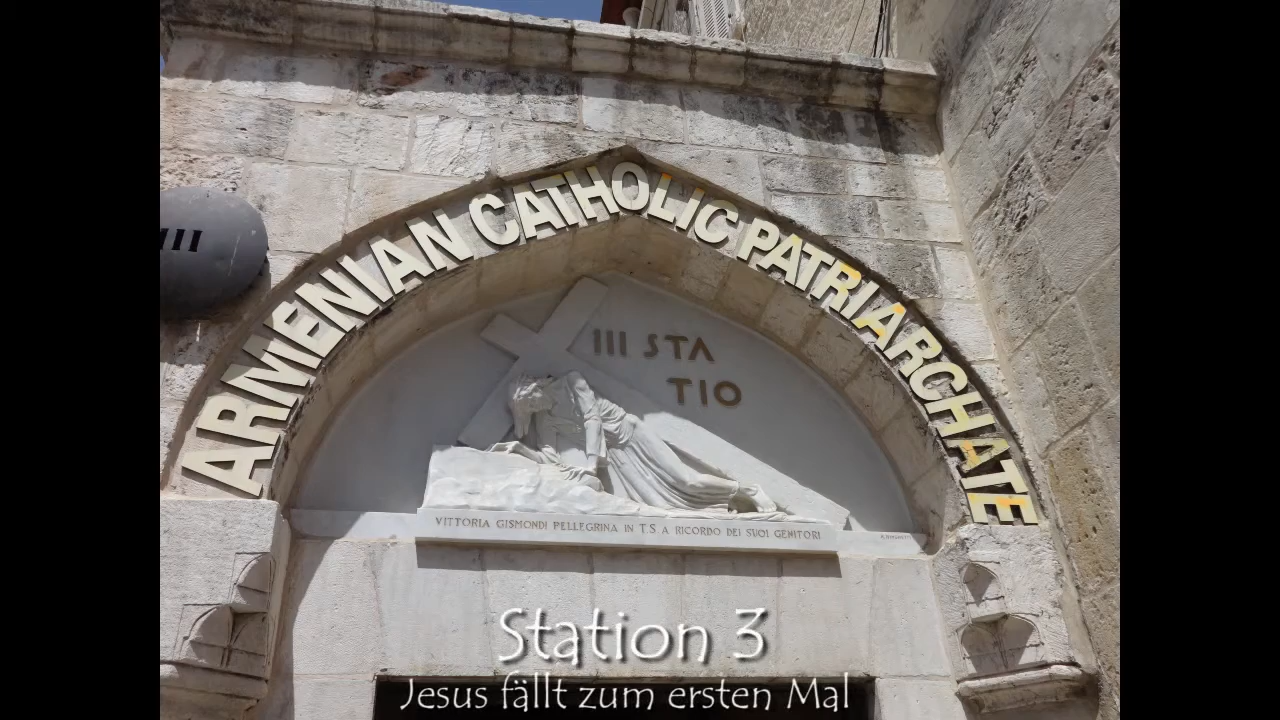 ARMENIAN CATHOLIC PATRIARCHATE
III
III STA
TIO
VITTORIA GISMONDI PELLEGRINA IN T.S. A RICORDO DEI SUOI GENITORI
Station 3
Jesus fällt zum ersten Mal